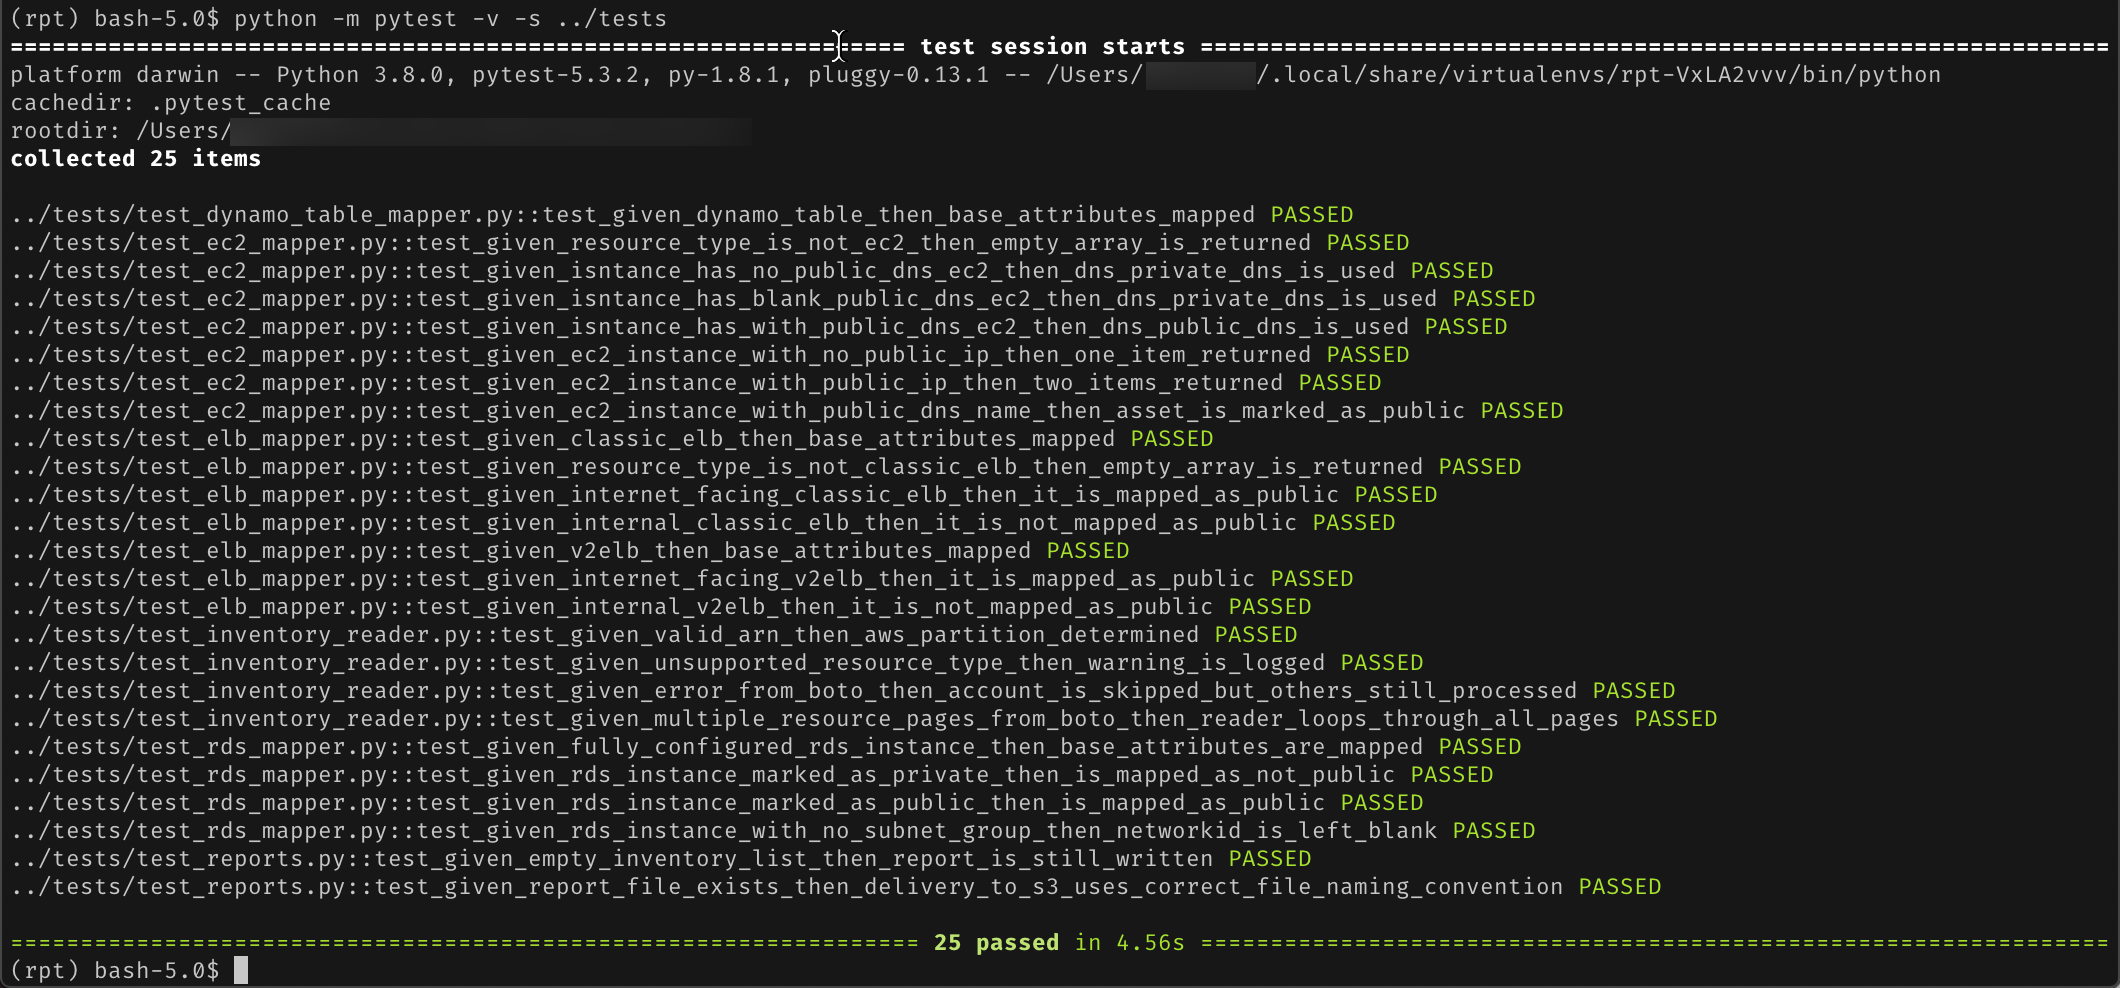 (rpt) bash-5.0$ python -m pytest -v -s ../tests
================================================================ test session starts =================================================================
platform darwin -- Python 3.8.0, pytest-5.3.2, py-1.8.1, pluggy-0.13.1 -- /Users/ /.local/share/virtualenvs/rpt-VxLA2vvv/bin/python
cachedir: .pytest_cache
rootdir: /Users/
collected 25 items
../tests/test_dynamo_table_mapper.py::test_given_dynamo_table_then_base_attributes_mapped PASSED
../tests/test_ec2_mapper.py::test_given_resource_type_is_not_ec2_then_empty_array_is_returned PASSED
../tests/test_ec2_mapper.py::test_given_isntance_has_no_public_dns_ec2_then_dns_private_dns_is_used PASSED
../tests/test_ec2_mapper.py::test_given_isntance_has_blank_public_dns_ec2_then_dns_private_dns_is_used PASSED
../tests/test_ec2_mapper.py::test_given_isntance_has_with_public_dns_ec2_then_dns_public_dns_is_used PASSED
../tests/test_ec2_mapper.py::test_given_ec2_instance_with_no_public_ip_then_one_item_returned PASSED
../tests/test_ec2_mapper.py::test_given_ec2_instance_with_public_ip_then_two_items_returned PASSED
../tests/test_ec2_mapper.py::test_given_ec2_instance_with_public_dns_name_then_asset_is_marked_as_public PASSED
../tests/test_elb_mapper.py::test_given_classic_elb_then_base_attributes_mapped PASSED
../tests/test_elb_mapper.py::test_given_resource_type_is_not_classic_elb_then_empty_array_is_returned PASSED
../tests/test_elb_mapper.py::test_given_internet_facing_classic_elb_then_it_is_mapped_as_public PASSED
../tests/test_elb_mapper.py::test_given_internal_classic_elb_then_it_is_not_mapped_as_public PASSED
../tests/test_elb_mapper.py::test_given_v2elb_then_base_attributes_mapped PASSED
../tests/test_elb_mapper.py::test_given_internet_facing_v2elb_then_it_is_mapped_as_public PASSED
../tests/test_elb_mapper.py::test_given_internal_v2elb_then_it_is_not_mapped_as_public PASSED
../tests/test_inventory_reader.py::test_given_valid_arn_then_aws_partition_determined PASSED
../tests/test_inventory_reader.py::test_given_unsupported_resource_type_then_warning_is_logged PASSED
../tests/test_inventory_reader.py::test_given_error_from_boto_then_account_is_skipped_but_others_still_processed PASSED
../tests/test_inventory_reader.py::test_given_multiple_resource_pages_from_boto_then_reader_loops_through_all_pages PASSED
../tests/test_rds_mapper.py::test_given_fully_configured_rds_instance_then_base_attributes_are_mapped PASSED
../tests/test_rds_mapper.py::test_given_rds_instance_marked_as_private_then_is_mapped_as_not_public PASSED
../tests/test_rds_mapper.py::test_given_rds_instance_marked_as_public_then_is_mapped_as_public PASSED
../tests/test_rds_mapper.py::test_given_rds_instance_with_no_subnet_group_then_networkid_is_left_blank PASSED
../tests/test_reports.py::test_given_empty_inventory_list_then_report_is_still_written PASSED
../tests/test_reports.py::test_given_report_file_exists_then_delivery_to_s3_uses_correct_file_naming_convention PASSED
================================================================= 25 passed in 4.56s =================================================================
(rpt) bash-5.0$